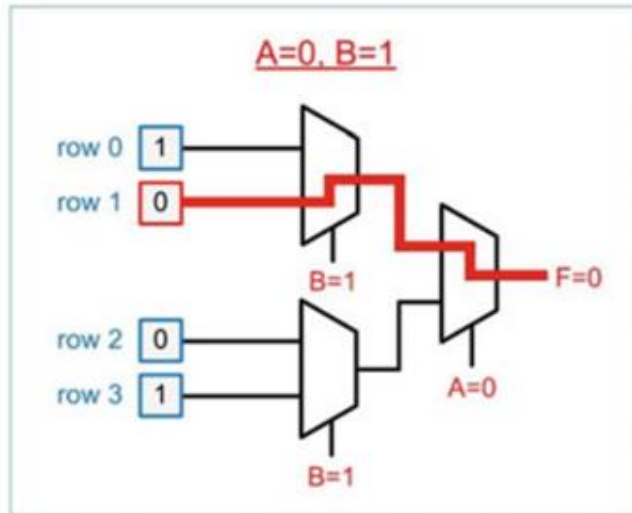 A=0, B=1
row 0 1
row 1 0
B=1
F=0
row 2 0
row 3 1
A=0
B=1